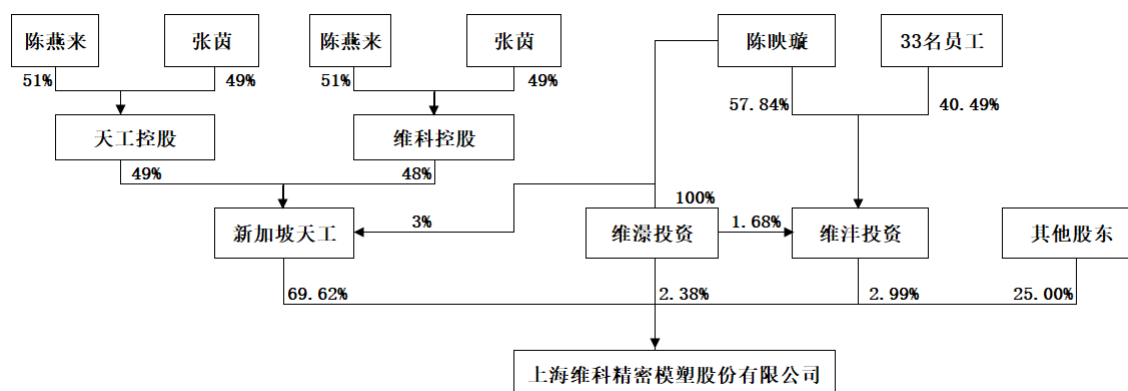 陈燕来
张茵
陈燕来
张茵
陈映璇
33名员工
51%
49%
51%
49%
57.84%
40.49%
天工控股
维科控股
49%
48%
100%
新加坡天工
3%
维澋投资
1.68%
维沣投资
其他股东
69.62%
2.38%
2.99%
25.00%
上海维科精密模塑股份有限公司